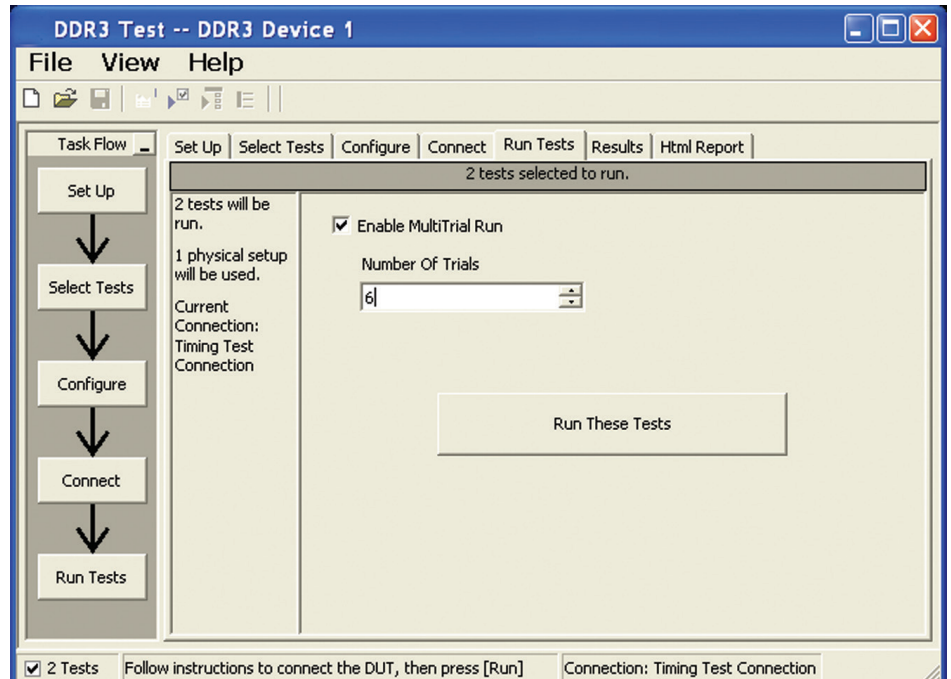 DDR3 Test -- DDR3 Device 1
File View Help
Task Flow
Set Up
Select Tests
Configure
Connect
Run Tests
Set Up Select Tests Configure Connect Run Tests Results Html Report
2 tests selected to run.
2 tests will be
run.
1 physical setup
will be used.
Current
Connection:
Timing Test
Connection
Enable MultiTrial Run
Number Of Trials
6
Run These Tests
2 Tests Follow instructions to connect the DUT, then press [Run] Connection: Timing Test Connection